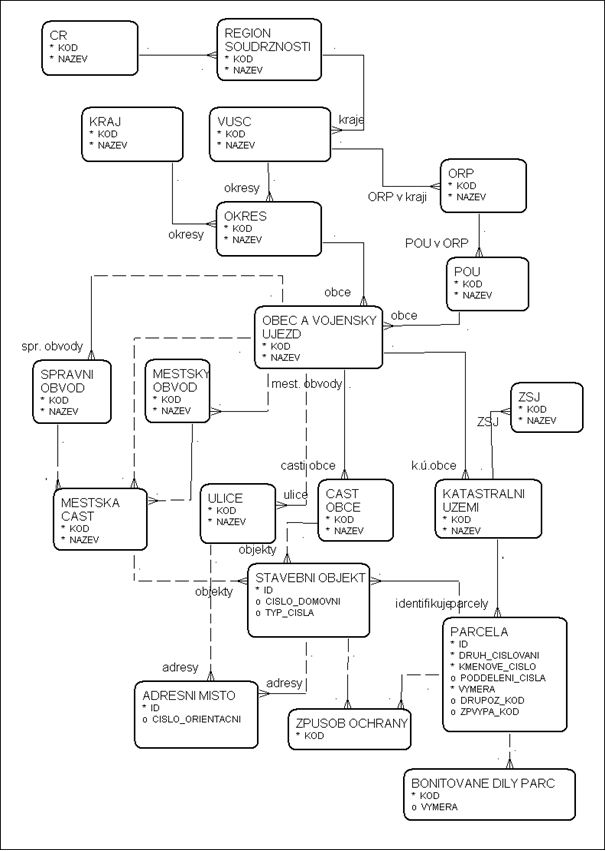 CR
* KOD
* NAZEV
REGION
SOUDRZNOSTI
* KOD
* NAZEV
KRAJ
* KOD
* NAZEV
VUSC
* KOD
* NAZEV
kraje
ORP
* KOD
* NAZEV
ORP v kraji
okresy
OKRES
* KOD
* NAZEV
okresy
POU v ORP
POU
* KOD
* NAZEV
obce
obce
OBEC A VOJENSKY
UJEZD
* KOD
* NAZEV
spr. obvody
SPRAVNI
OBVOD
* KOD
* NAZEV
MESTSKY
OBVOD
* KOD
* NAZEV
mest. obvody
ZSJ
* KOD
* NAZEV
ZSJ
casti obce
k.ú.obce
MESTSKA
CAST
* KOD
* NAZEV
ULICE
* KOD
* NAZEV
ulice
CAST
OBCE
* KOD
* NAZEV
KATASTRALNI
UZEMI
* KOD
* NAZEV
objekty
STAVEBNI OBJEKT
* ID
o CISLO_DOMOVNI
o TYP_CISLA
objekty
identifikuje
parcely
PARCELA
* ID
* DRUH_CISLOVANI
* KMENOVE_CISLO
o PODDELENI_CISLA
* VYMERA
o DRUPOZ_KOD
o ZPVYPA_KOD
adresy
adresy
ADRESNI MISTO
* ID
o CISLO_ORIENTACNI
ZPUSOB OCHRANY
* KOD
BONITOVANE DILY PARC
* KOD
o VYMERA